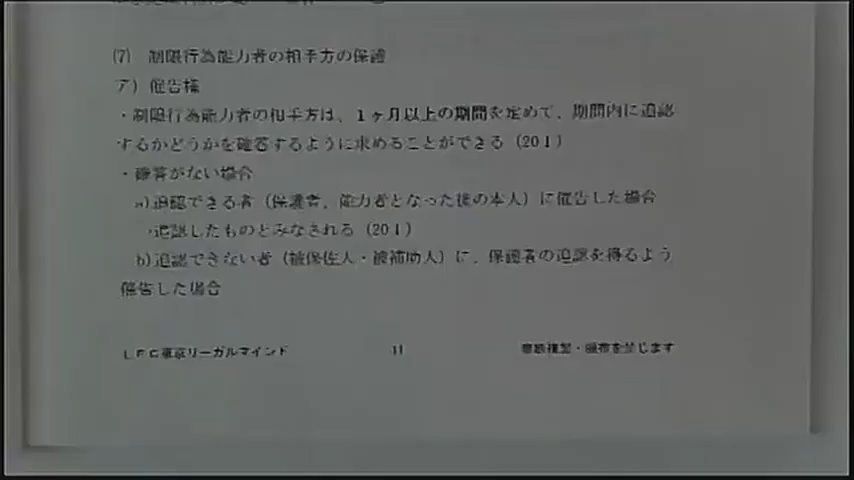 (7) 制限行為能力者の相手方の保護
ア) 催告権
・制限行為能力者の相手方は、1ヶ月以上の期間を定めて、期間内に追認
するかどうかを確答するように求めることができる(20Ⅰ)
・確答がない場合
a)追認できる者(保護者、能力者となった後の本人)に催告した場合
→追認したものとみなされる(20Ⅰ)
b)追認できない者(被保佐人・被補助人)に、保護者の追認を得るよう
催告した場合
LEC東京リーガルマインド
11
無断複製・頒布を禁じます